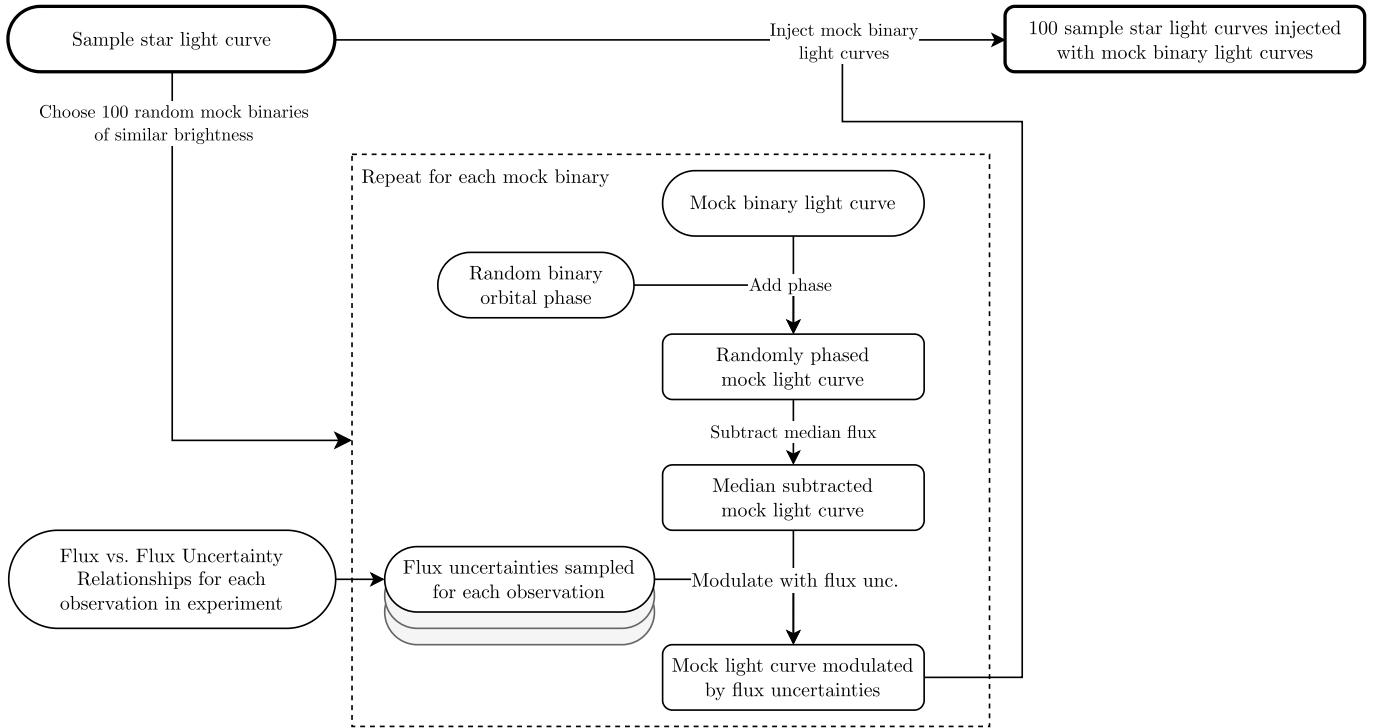 Sample star light curve
Inject mock binary
light curves
100 sample star light curves injected
with mock binary light curves
Choose 100 random mock binaries
of similar brightness
Repeat for each mock binary
Mock binary light curve
Random binary
orbital phase
Add phase
Randomly phased
mock light curve
Subtract median flux
Median subtracted
mock light curve
Flux vs. Flux Uncertainty
Relationships for each
observation in experiment
Flux uncertainties sampled
for each observation
Modulate with flux unc.
Mock light curve modulated
by flux uncertainties